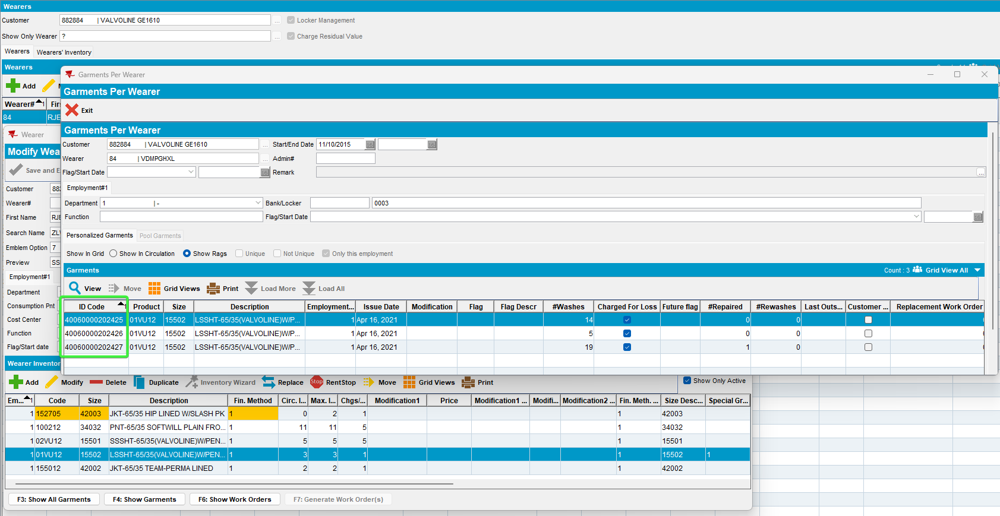 Wearers
Customer 882884 | VALVOLINE GE1610 ... Locker Management
Show Only Wearer ? ... Charge Residual Value
Wearers Wearers' Inventory
Wearers
Add
Wearer# 1 Firs
84 RJE
Garments Per Wearer
Garments Per Wearer
Exit
Garments Per Wearer
Customer 882884 | VALVOLINE GE1610 ... Start/End Date 11/10/2015 16 16
Wearer 84 | VDMPGHXL ... Admin#
Flag/Start Date 16 Remark ...
Employment#1
Department 1 | - Bank/Locker 0003
Function Flag/Start Date 16
Personalized Garments Pool Garments
Show In Grid Show In Circulation Show Rags Unique Not Unique Only this employment
Garments Count : 3 Grid View All
View Move Grid Views Print Load More Load All
ID Code 1 Product Size Description Employment... Issue Date Modification Flag Flag Descr #Washes Charged For Loss Future flag #Repaired #Rewashes Last Outs... Customer ... Replacement Work Order
40060000202425 01VU12 15502 LSSHT-65/35(VALVOLINE)W/P... 1 Apr 16, 2021 14 0 0
40060000202426 01VU12 15502 LSSHT-65/35(VALVOLINE)W/P... 1 Apr 16, 2021 5 0 0
40060000202427 01VU12 15502 LSSHT-65/35(VALVOLINE)W/P... 1 Apr 16, 2021 19 1 0
Wearer
Modify Wea
Save and E
Customer 882
Wearer#
First Name RJE
Search Name ZLV
Emblem Option 7
Preview SS
Employment#1
Department
Consumption Pnt
Cost Center
Function
Flag/Start date
Wearer Inventor
Add Modify Delete Duplicate Inventory Wizard Replace Stop RentStop Move Grid Views Print Show Only Active
Em... 1 Code Size Description Fin. Method Circ. I... Max. I... Chgs/... Modification1 Price Modification1 ... Modifi... Modification2 ... Fin. Meth. ... Size Desc... Special Gr...
1 152705 42003 JKT-65/35 HIP LINED W/SLASH PK 1 0 2 1 1 42003
1 100212 34032 PNT-65/35 SOFTWILL PLAIN FRO... 1 11 11 5 1 34032
1 02VU12 15501 SSSHT-65/35(VALVOLINE)W/PEN... 1 5 5 5 1 15501
1 01VU12 15502 LSSHT-65/35(VALVOLINE)W/PEN... 1 3 3 1 1 15502 1
1 155012 42002 JKT-65/35 TEAM-PERMA LINED 1 2 2 1 1 42002
F3: Show All Garments F4: Show Garments F6: Show Work Orders F7: Generate Work Order(s)